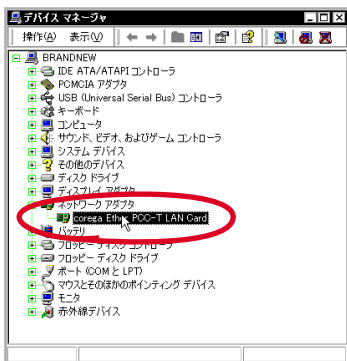 デバイス マネージャ
操作(A) 表示(V)
BRANDNEW
IDE ATA/ATAPI コントローラ
PCMCIA アダプタ
USB (Universal Serial Bus) コントローラ
キーボード
コンピュータ
サウンド、ビデオ、およびゲーム コントローラ
システム デバイス
その他のデバイス
ディスク ドライブ
ディスプレイ アダプタ
ネットワーク アダプタ
corega Ether PCC-T LAN Card
バッテリ
フロッピー ディスク コントローラ
フロッピー ディスク ドライブ
ポート (COM と LPT)
マウスとそのほかのポインティング デバイス
モニタ
赤外線デバイス